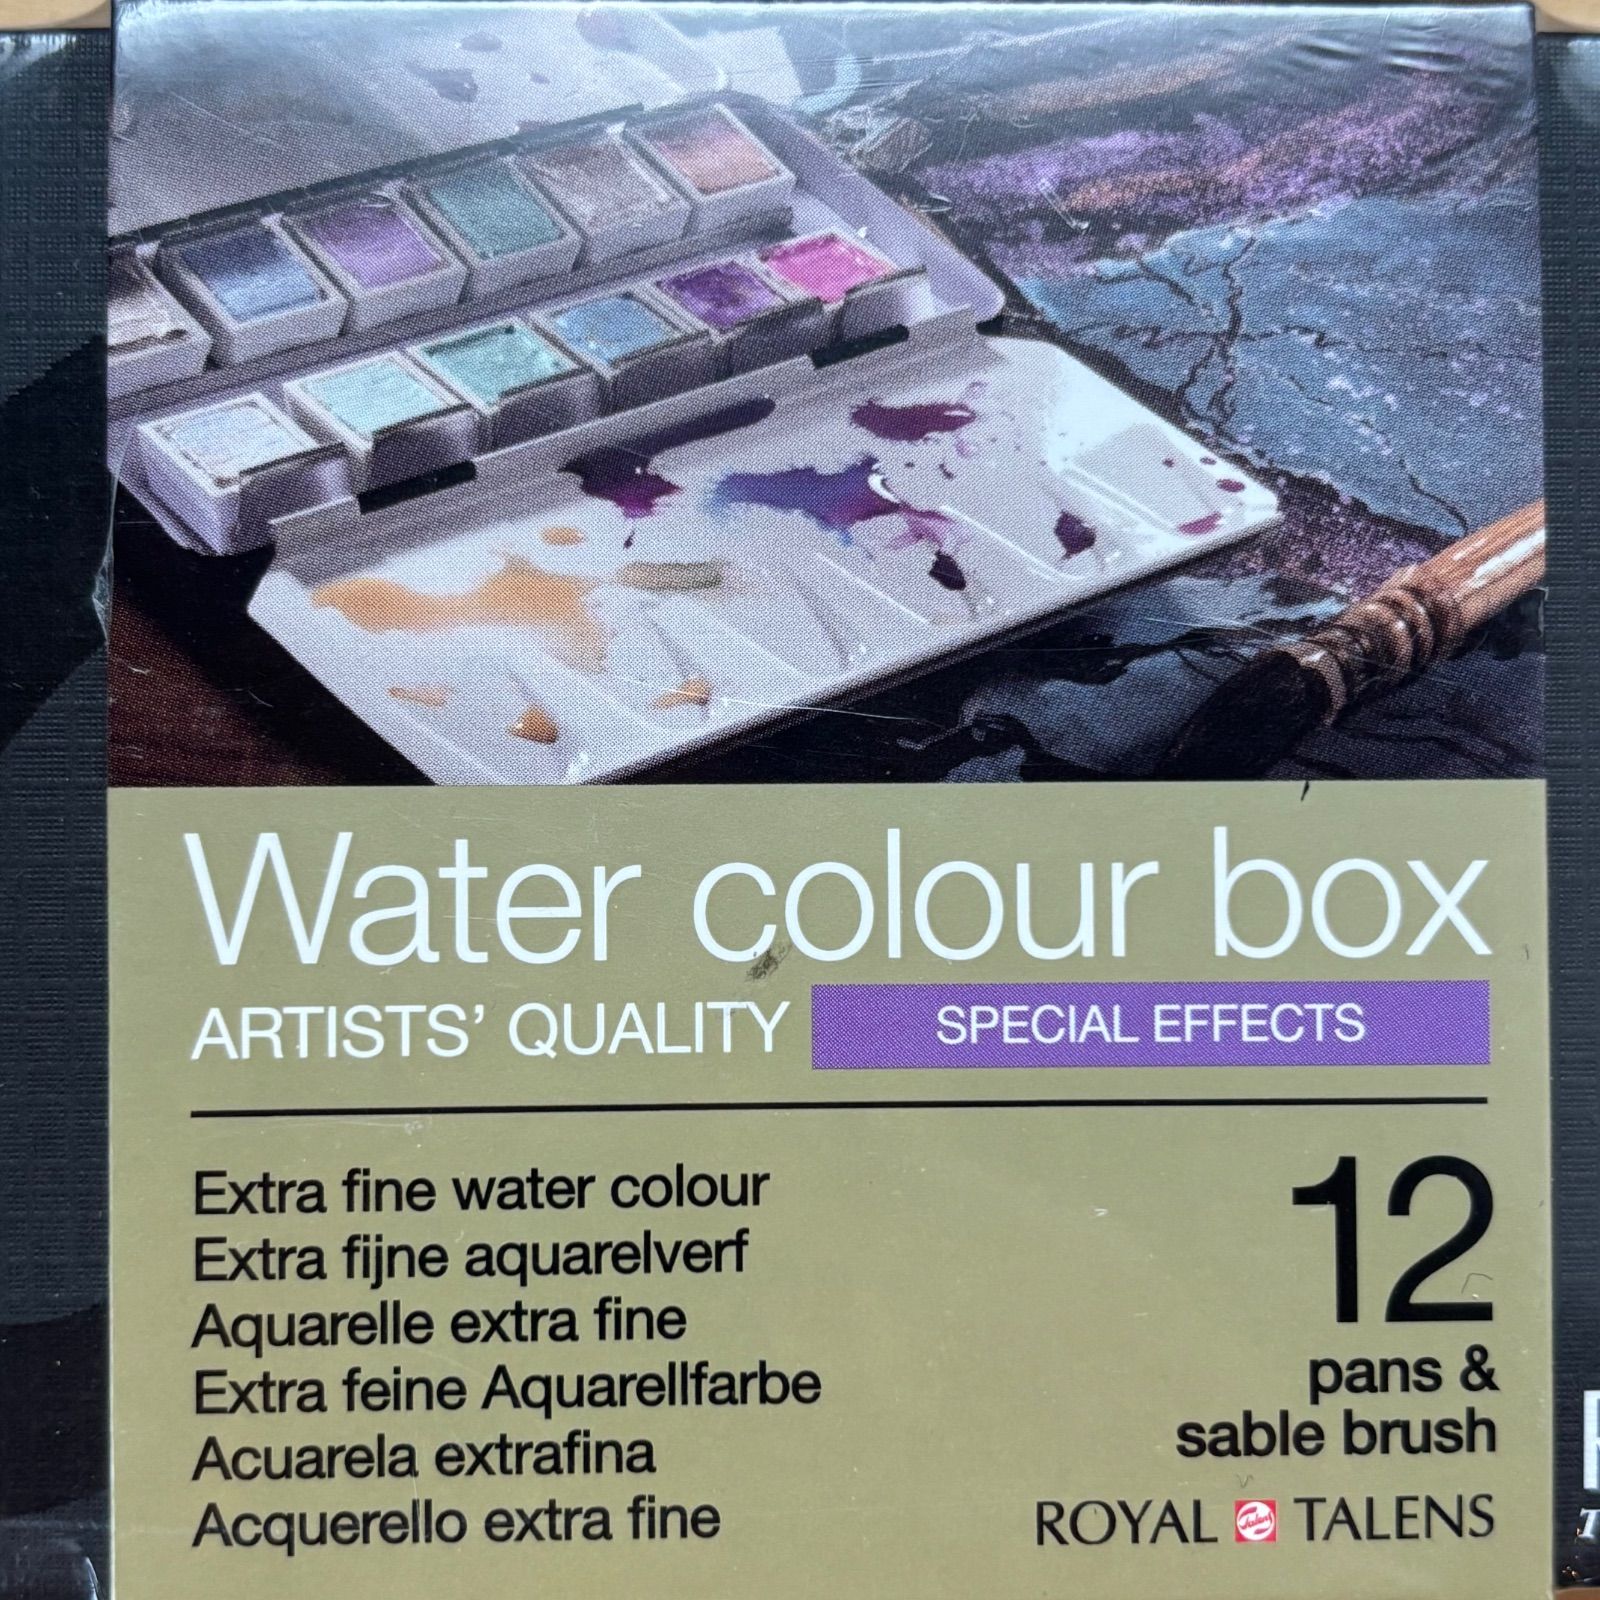 Water colour box
ARTISTS' QUALITY SPECIAL EFFECTS
Extra fine water colour
Extra fijne aquarelverf
Aquarelle extra fine
Extra feine Aquarellfarbe
Acuarela extrafina
Acquerello extra fine
12
pans &
sable brush
ROYAL Talens TALENS